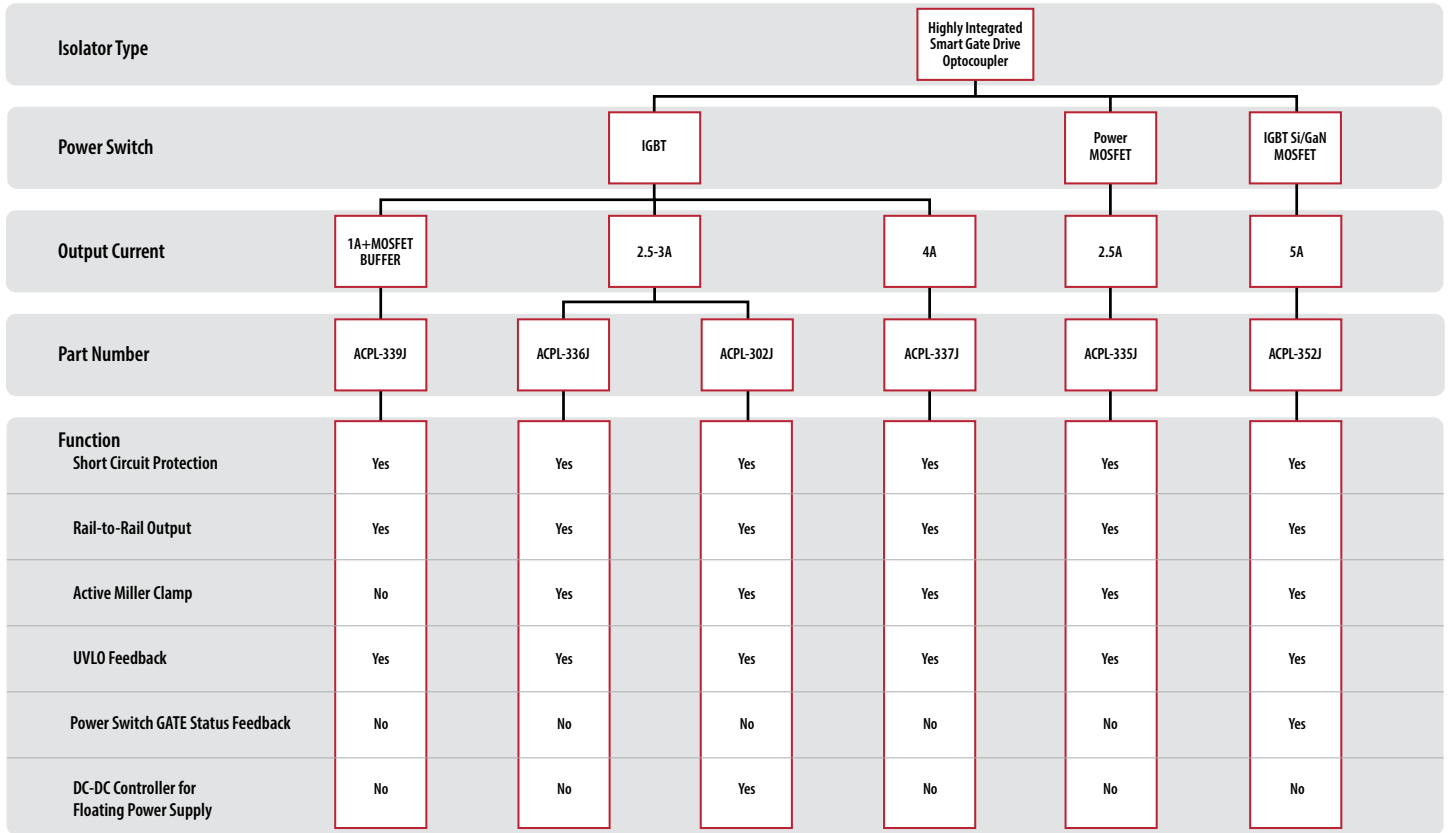 Isolator Type
Highly Integrated
Smart Gate Drive
Optocoupler
Power Switch
IGBT
Power
MOSFET
IGBT Si/GaN
MOSFET
Output Current
1A+MOSFET
BUFFER
2.5-3A
4A
2.5A
5A
Part Number
ACPL-339J
ACPL-336J
ACPL-302J
ACPL-337J
ACPL-335J
ACPL-352J
Function
Short Circuit Protection Yes Yes Yes Yes Yes Yes
Rail-to-Rail Output Yes Yes Yes Yes Yes Yes
Active Miller Clamp No Yes Yes Yes Yes Yes
UVLO Feedback Yes Yes Yes Yes Yes Yes
Power Switch GATE Status Feedback No No No No No Yes
DC-DC Controller for
Floating Power Supply No No Yes No No No